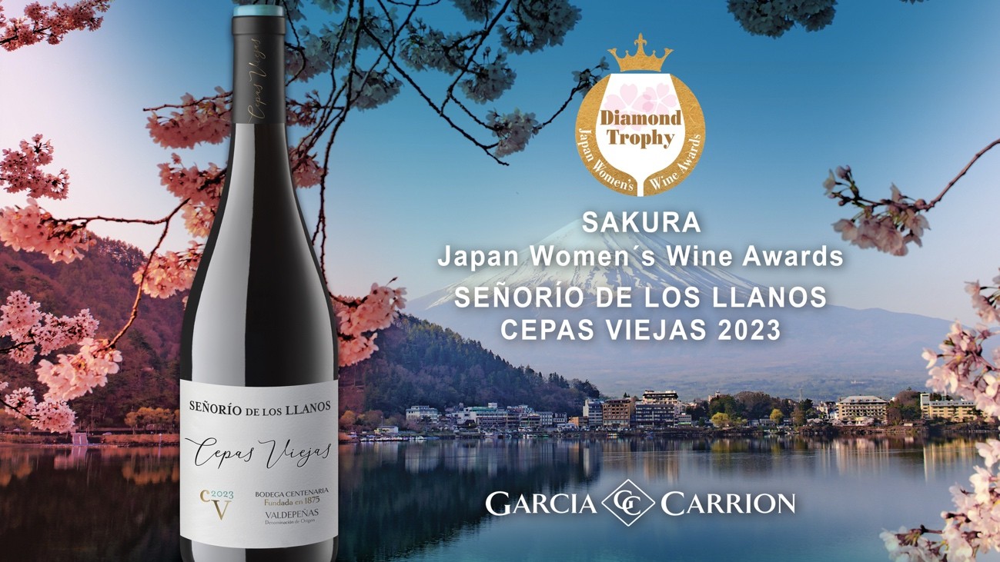 Cepas Viejas
Diamond
Trophy
Japan Women's Wine Awards
SAKURA
Japan Women´s Wine Awards
SEÑORÍO DE LOS LLANOS
CEPAS VIEJAS 2023
SEÑORÍO DE LOS LLANOS
Cepas Viejas
CV 2023
BODEGA CENTENARIA
Fundada en 1875
VALDEPEÑAS
Denominación de Origen
GARCIA GC CARRION